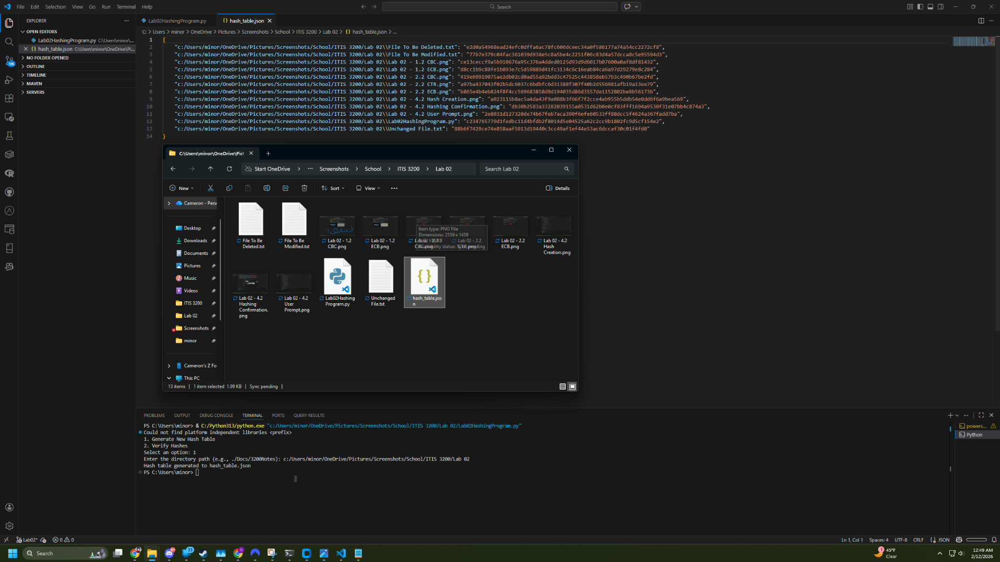 File Edit Selection View Go Run Terminal Help
Search
EXPLORER
OPEN EDITORS
Lab02HashingProgram.py C:\Users\minor\...
hash_table.json C:\Users\minor\OneDrive\Pi...
NO FOLDER OPENED
OUTLINE
TIMELINE
MAVEN
SERVERS
10K
Lab02HashingProgram.py
{} hash_table.json
C: > Users > minor > OneDrive > Pictures > Screenshots > School > ITIS 3200 > Lab 02 > {} hash_table.json > ...
1 {
2 "c:/Users/minor/OneDrive/Pictures/Screenshots/School/ITIS 3200/Lab 02\\File To Be Deleted.txt": "e2d0a54968ead24efc0dffa6ac78fc606dceec34a0f586177a74a54cc2272cf8",
3 "c:/Users/minor/OneDrive/Pictures/Screenshots/School/ITIS 3200/Lab 02\\File To Be Modified.txt": "77b7e379c04fac361039d938e5c8a5be4c2251f06c83d4a57dcca8c5e95594d3",
4 "c:/Users/minor/OneDrive/Pictures/Screenshots/School/ITIS 3200/Lab 02\\Lab 02 - 1.2 CBC.png": "ce13ceccf9a5b910676a95c376a4dded0125d93d9d6017b07600a0af8df81432",
5 "c:/Users/minor/OneDrive/Pictures/Screenshots/School/ITIS 3200/Lab 02\\Lab 02 - 1.2 ECB.png": "d8cc1b9c88fe1b893e7c5d59889d41fc3134c6c16eab84ca6a97d29279e8c284",
6 "c:/Users/minor/OneDrive/Pictures/Screenshots/School/ITIS 3200/Lab 02\\Lab 02 - 2.2 CBC.png": "419e69919075ae2db02cd0ad55a92bdd3c47525c443858eb57b3c490b67be2fd",
7 "c:/Users/minor/OneDrive/Pictures/Screenshots/School/ITIS 3200/Lab 02\\Lab 02 - 2.2 CTR.png": "a97ba437043f02b5dc6037c6bdbfc6d31388f307f40b2d556981afb19a13ee79",
8 "c:/Users/minor/OneDrive/Pictures/Screenshots/School/ITIS 3200/Lab 02\\Lab 02 - 2.2 ECB.png": "b865e4b4eb824f8f4cc569683858d9d194035d86d3557de1152802be8b56173b",
9 "c:/Users/minor/OneDrive/Pictures/Screenshots/School/ITIS 3200/Lab 02\\Lab 02 - 4.2 Hash Creation.png": "a023115b8ac5a4da43f9a088b3f66f7f2cce4ab955b5ddb54e0dd6f6a9bea569",
10 "c:/Users/minor/OneDrive/Pictures/Screenshots/School/ITIS 3200/Lab 02\\Lab 02 - 4.2 Hashing Confirmation.png": "db30b2583a33282039155a0531d62b0e0cf83fff1694a9530f31e07bb4c874a3",
11 "c:/Users/minor/OneDrive/Pictures/Screenshots/School/ITIS 3200/Lab 02\\Lab 02 - 4.2 User Prompt.png": "2e8031d127320de74b67feb7aca390f6efe60533ff88dcc5f4624a367fadd7ba",
12 "c:/Users/minor/OneDrive/Pictures/Screenshots/School/ITIS 3200/Lab 02\\Lab02HashingProgram.py": "c234765779d1fedbc11d4bfdb2f8014d5e04525a62c2cc9b1802fc9d5cf154e2",
13 "c:/Users/minor/OneDrive/Pictures/Screenshots/School/ITIS 3200/Lab 02\\Unchanged File.txt": "88b6f7429ce74e858aaf5913d19440c3cc49af1ef44e53ac6dccaf30c01f4fd0"
14 }
C:\Users\minor\OneDrive\Pict
Start OneDrive > ... Screenshots > School > ITIS 3200 > Lab 02
Search Lab 02
New Sort View ... Details
Cameron - Perso
Desktop
Downloads
Documents
Pictures
Music
Videos
ITIS 3200
Lab 02
Screenshots
minor
Cameron's Z Fo
This PC
File To Be Deleted.txt
File To Be Modified.txt
Lab 02 - 1.2 CBC.png
Lab 02 - 1.2 ECB.png
Item type: PNG File
Dimensions: 2559 x 1439
Lab 02 - 2.2 CTR.png
Lab 02 - 2.2 ECB.png
Lab 02 - 4.2 Hash Creation.png
Lab 02 - 4.2 Hashing Confirmation.png
Lab 02 - 4.2 User Prompt.png
Lab02Hashing Program.py
Unchanged File.txt
{}
hash_table.json
13 items | 1 item selected 1.99 KB | Sync pending |
PROBLEMS OUTPUT DEBUG CONSOLE TERMINAL PORTS QUERY RESULTS
PS C:\Users\minor> & C:/Python313/python.exe "c:/Users/minor/OneDrive/Pictures/Screenshots/School/ITIS 3200/Lab 02/Lab02HashingProgram.py"
Could not find platform independent libraries <prefix>
1. Generate New Hash Table
2. Verify Hashes
Select an option: 1
Enter the directory path (e.g., ./Docs/3200Notes): c:/Users/minor/OneDrive/Pictures/Screenshots/School/ITIS 3200/Lab 02
Hash table generated to hash_table.json
PS C:\Users\minor>
powers...
Python
Lab02* 0 0
Ln 1, Col 1 Spaces: 4 UTF-8 CRLF {} JSON
Search
9+
33
1
45°F
Clear
12:49 AM
2/12/2026